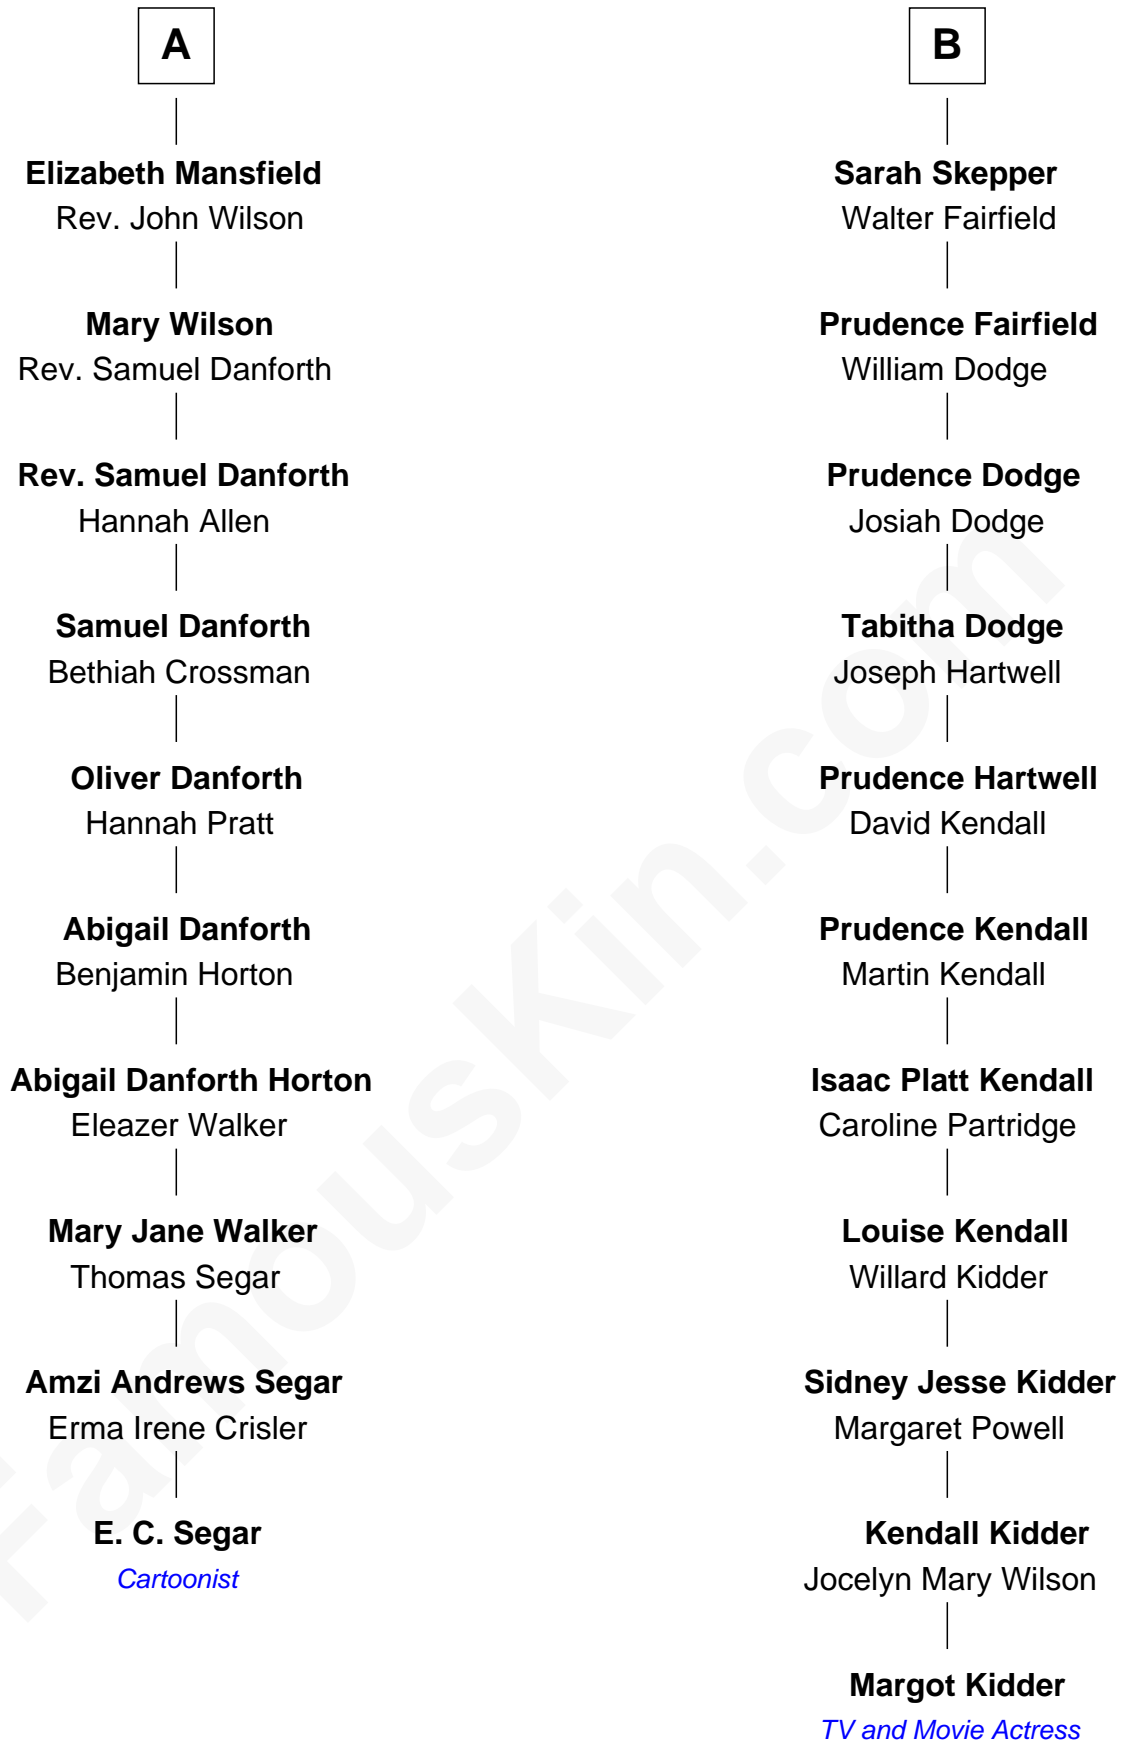 A
Elizabeth Mansfield
Rev. John Wilson
Mary Wilson
Rev. Samuel Danforth
Rev. Samuel Danforth
Hannah Allen
Samuel Danforth
Bethiah Crossman
Oliver Danforth
Hannah Pratt
Abigail Danforth
Benjamin Horton
Abigail Danforth Horton
Eleazer Walker
Mary Jane Walker
Thomas Segar
Amzi Andrews Segar
Erma Irene Crisler
E. C. Segar
Cartoonist
B
Sarah Skepper
Walter Fairfield
Prudence Fairfield
William Dodge
Prudence Dodge
Josiah Dodge
Tabitha Dodge
Joseph Hartwell
Prudence Hartwell
David Kendall
Prudence Kendall
Martin Kendall
Isaac Platt Kendall
Caroline Partridge
Louise Kendall
Willard Kidder
Sidney Jesse Kidder
Margaret Powell
Kendall Kidder
Jocelyn Mary Wilson
Margot Kidder
TV and Movie Actress
FamousKin.com